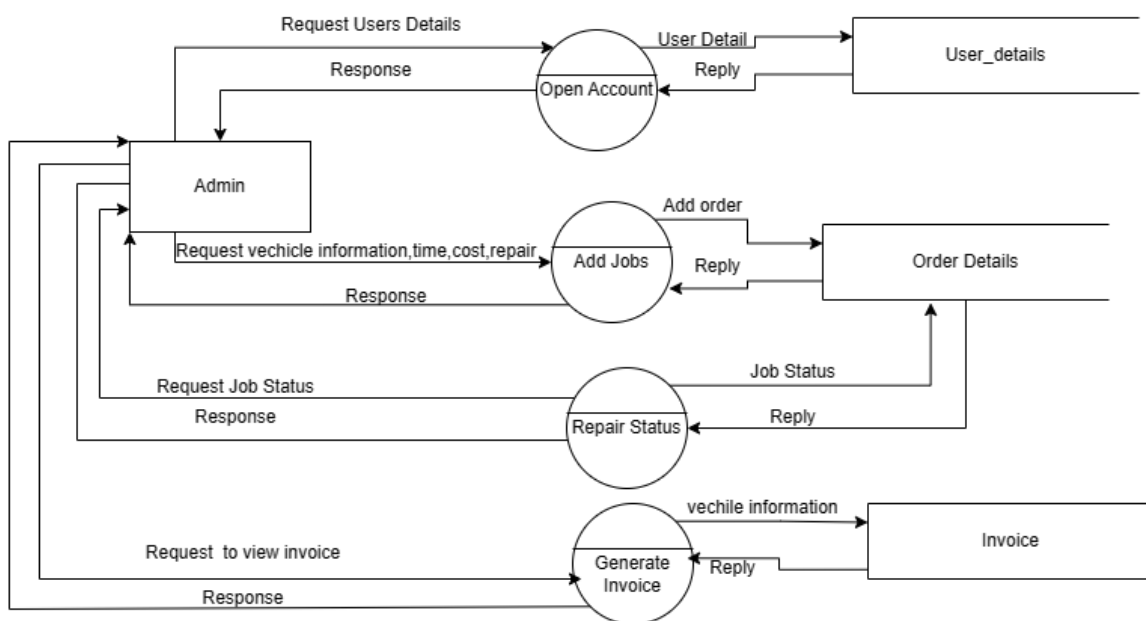 Request Users Details
User Detail
User_details
Response
Reply
Open Account
Admin
Add order
Request vechicle information,time,cost,repair
Add Jobs
Reply
Order Details
Response
Request Job Status
Job Status
Response
Repair Status
Reply
vechile information
Request to view invoice
Generate
Invoice
Reply
Invoice
Response